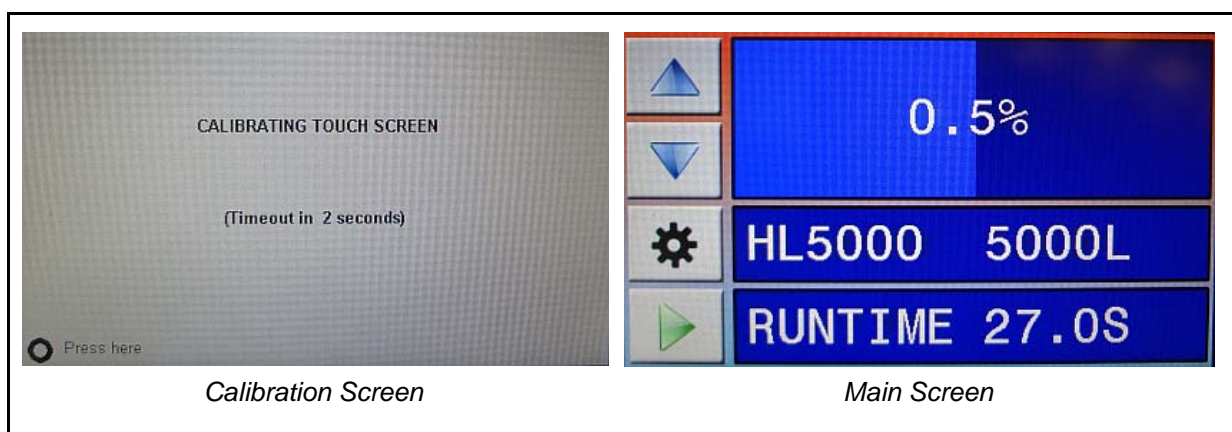 CALIBRATING TOUCH SCREEN
(Timeout in 2 seconds)
Press here
Calibration Screen
0.5%
HL5000 5000L
RUNTIME 27.0S
Main Screen